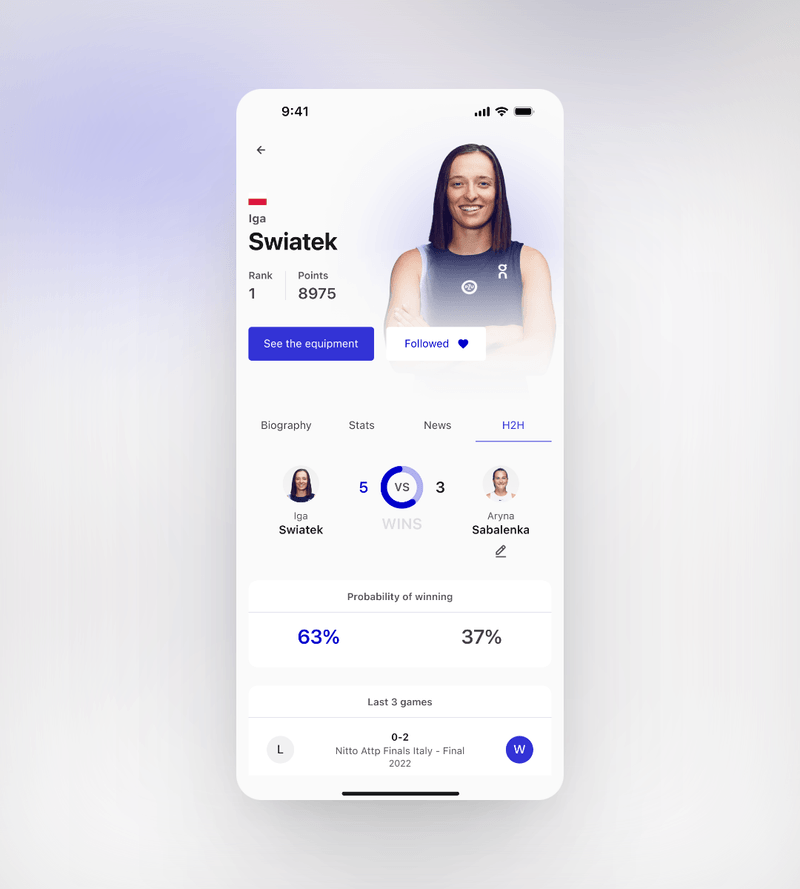 9:41
Iga
Swiatek
Rank
Points
1
8975
See the equipment
Followed
Biography
Stats
News
H2H
5
VS
3
WINS
Iga
Swiatek
Aryna
Sabalenka
Probability of winning
63%
37%
Last 3 games
L
0-2
Nitto Attp Finals Italy - Final
2022
W